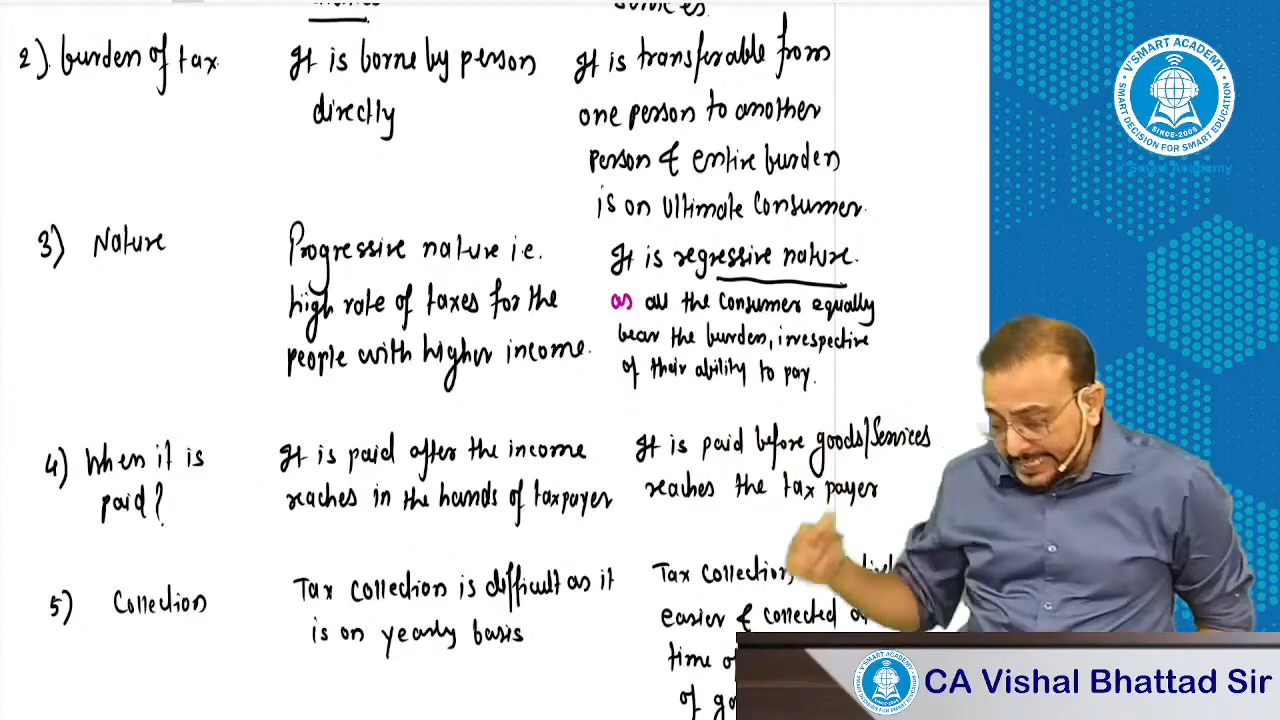 2) burden of tax
It is borne by person
directly
It is transferable from
one person to another
person & entire burden
is on Ultimate Consumer.
3) Nature
Progressive nature i.e.
high rate of taxes for the
people with higher income.
It is regressive nature.
as all the consumer equally
bear the burden, irrespective
of their ability to pay.
4) When it is
paid?
It is paid after the income
reaches in the hands of taxpayer
It is paid before goods/Services
reaches the tax payer
5) Collection
Tax collection is difficult as it
is on yearly basis
Tax collection
easier & collected
time
of
V'SMART ACADEMY
SINCE-2005
SMART DECISION FOR SMART EDUCATION
V'Smart Academy
CA Vishal Bhattad Sir